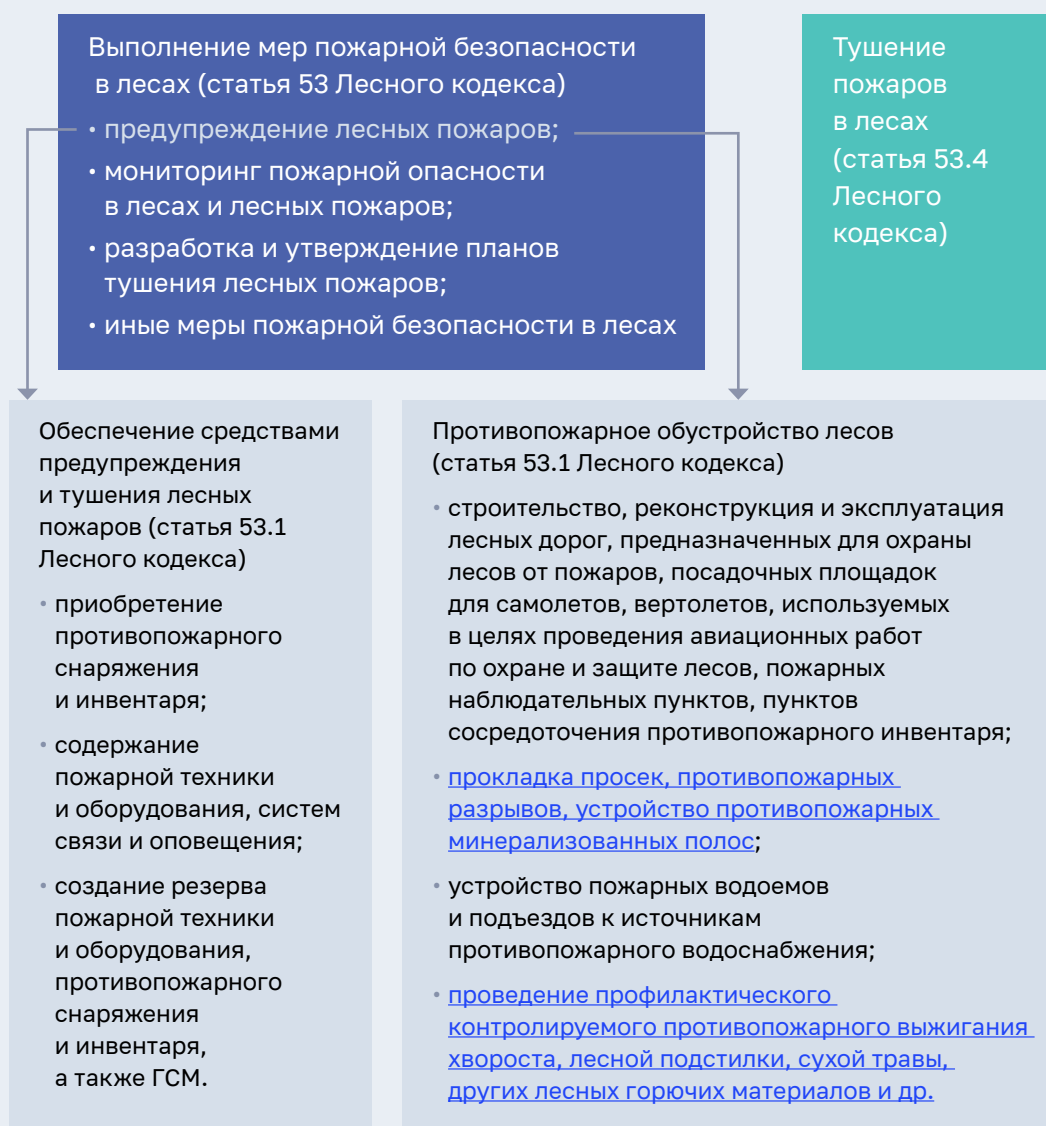 Выполнение мер пожарной безопасности
в лесах (статья 53 Лесного кодекса)
• предупреждение лесных пожаров;
• мониторинг пожарной опасности
в лесах и лесных пожаров;
• разработка и утверждение планов
тушения лесных пожаров;
• иные меры пожарной безопасности в лесах
Тушение
пожаров
в лесах
(статья 53.4
Лесного
кодекса)
Обеспечение средствами
предупреждения
и тушения лесных
пожаров (статья 53.1
Лесного кодекса)
• приобретение
противопожарного
снаряжения
и инвентаря;
• содержание
пожарной техники
и оборудования, систем
связи и оповещения;
• создание резерва
пожарной техники
и оборудования,
противопожарного
снаряжения
и инвентаря,
а также ГСМ.
Противопожарное обустройство лесов
(статья 53.1 Лесного кодекса)
• строительство, реконструкция и эксплуатация
лесных дорог, предназначенных для охраны
лесов от пожаров, посадочных площадок
для самолетов, вертолетов, используемых
в целях проведения авиационных работ
по охране и защите лесов, пожарных
наблюдательных пунктов, пунктов
сосредоточения противопожарного инвентаря;
• прокладка просек, противопожарных
разрывов, устройство противопожарных
минерализованных полос;
• устройство пожарных водоемов
и подъездов к источникам
противопожарного водоснабжения;
• проведение профилактического
контролируемого противопожарного выжигания
хвороста, лесной подстилки, сухой травы,
других лесных горючих материалов и др.